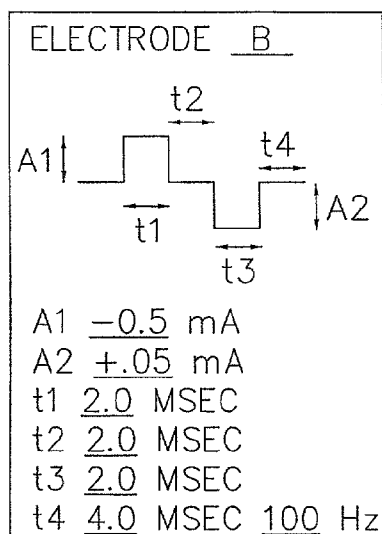 ELECTRODE B
t2
A1
t4
A2
t1
t3
A1 −0.5 mA
A2 +.05 mA
t1 2.0 MSEC
t2 2.0 MSEC
t3 2.0 MSEC
t4 4.0 MSEC 100 Hz